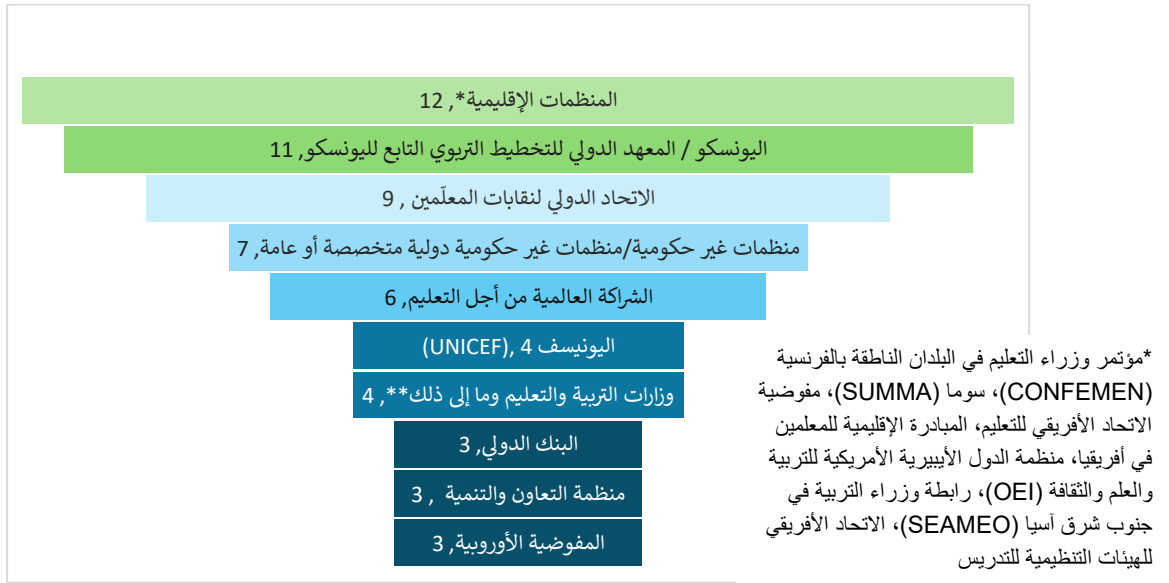 المنظمات الإقليمية*, 12
اليونسكو / المعهد الدولي للتخطيط التربوي التابع لليونسكو, 11
الاتحاد الدولي لنقابات المعلّمين , 9
منظمات غير حكومية/منظمات غير حكومية دولية متخصصة أو عامة, 7
الشراكة العالمية من أجل التعليم, 6
اليونيسف (UNICEF), 4
وزارات التربية والتعليم وما إلى ذلك**, 4
البنك الدولي, 3
منظمة التعاون والتنمية , 3
المفوضية الأوروبية, 3
*مؤتمر وزراء التعليم في البلدان الناطقة بالفرنسية
(CONFEMEN)، سوما (SUMMA)، مفوضية
الاتحاد الأفريقي للتعليم، المبادرة الإقليمية للمعلمين
في أفريقيا، منظمة الدول الأيبيرية الأمريكية للتربية
والعلم والثقافة (OEI)، رابطة وزراء التربية في
جنوب شرق آسيا (SEAMEO)، الاتحاد الأفريقي
للهيئات التنظيمية للتدريس